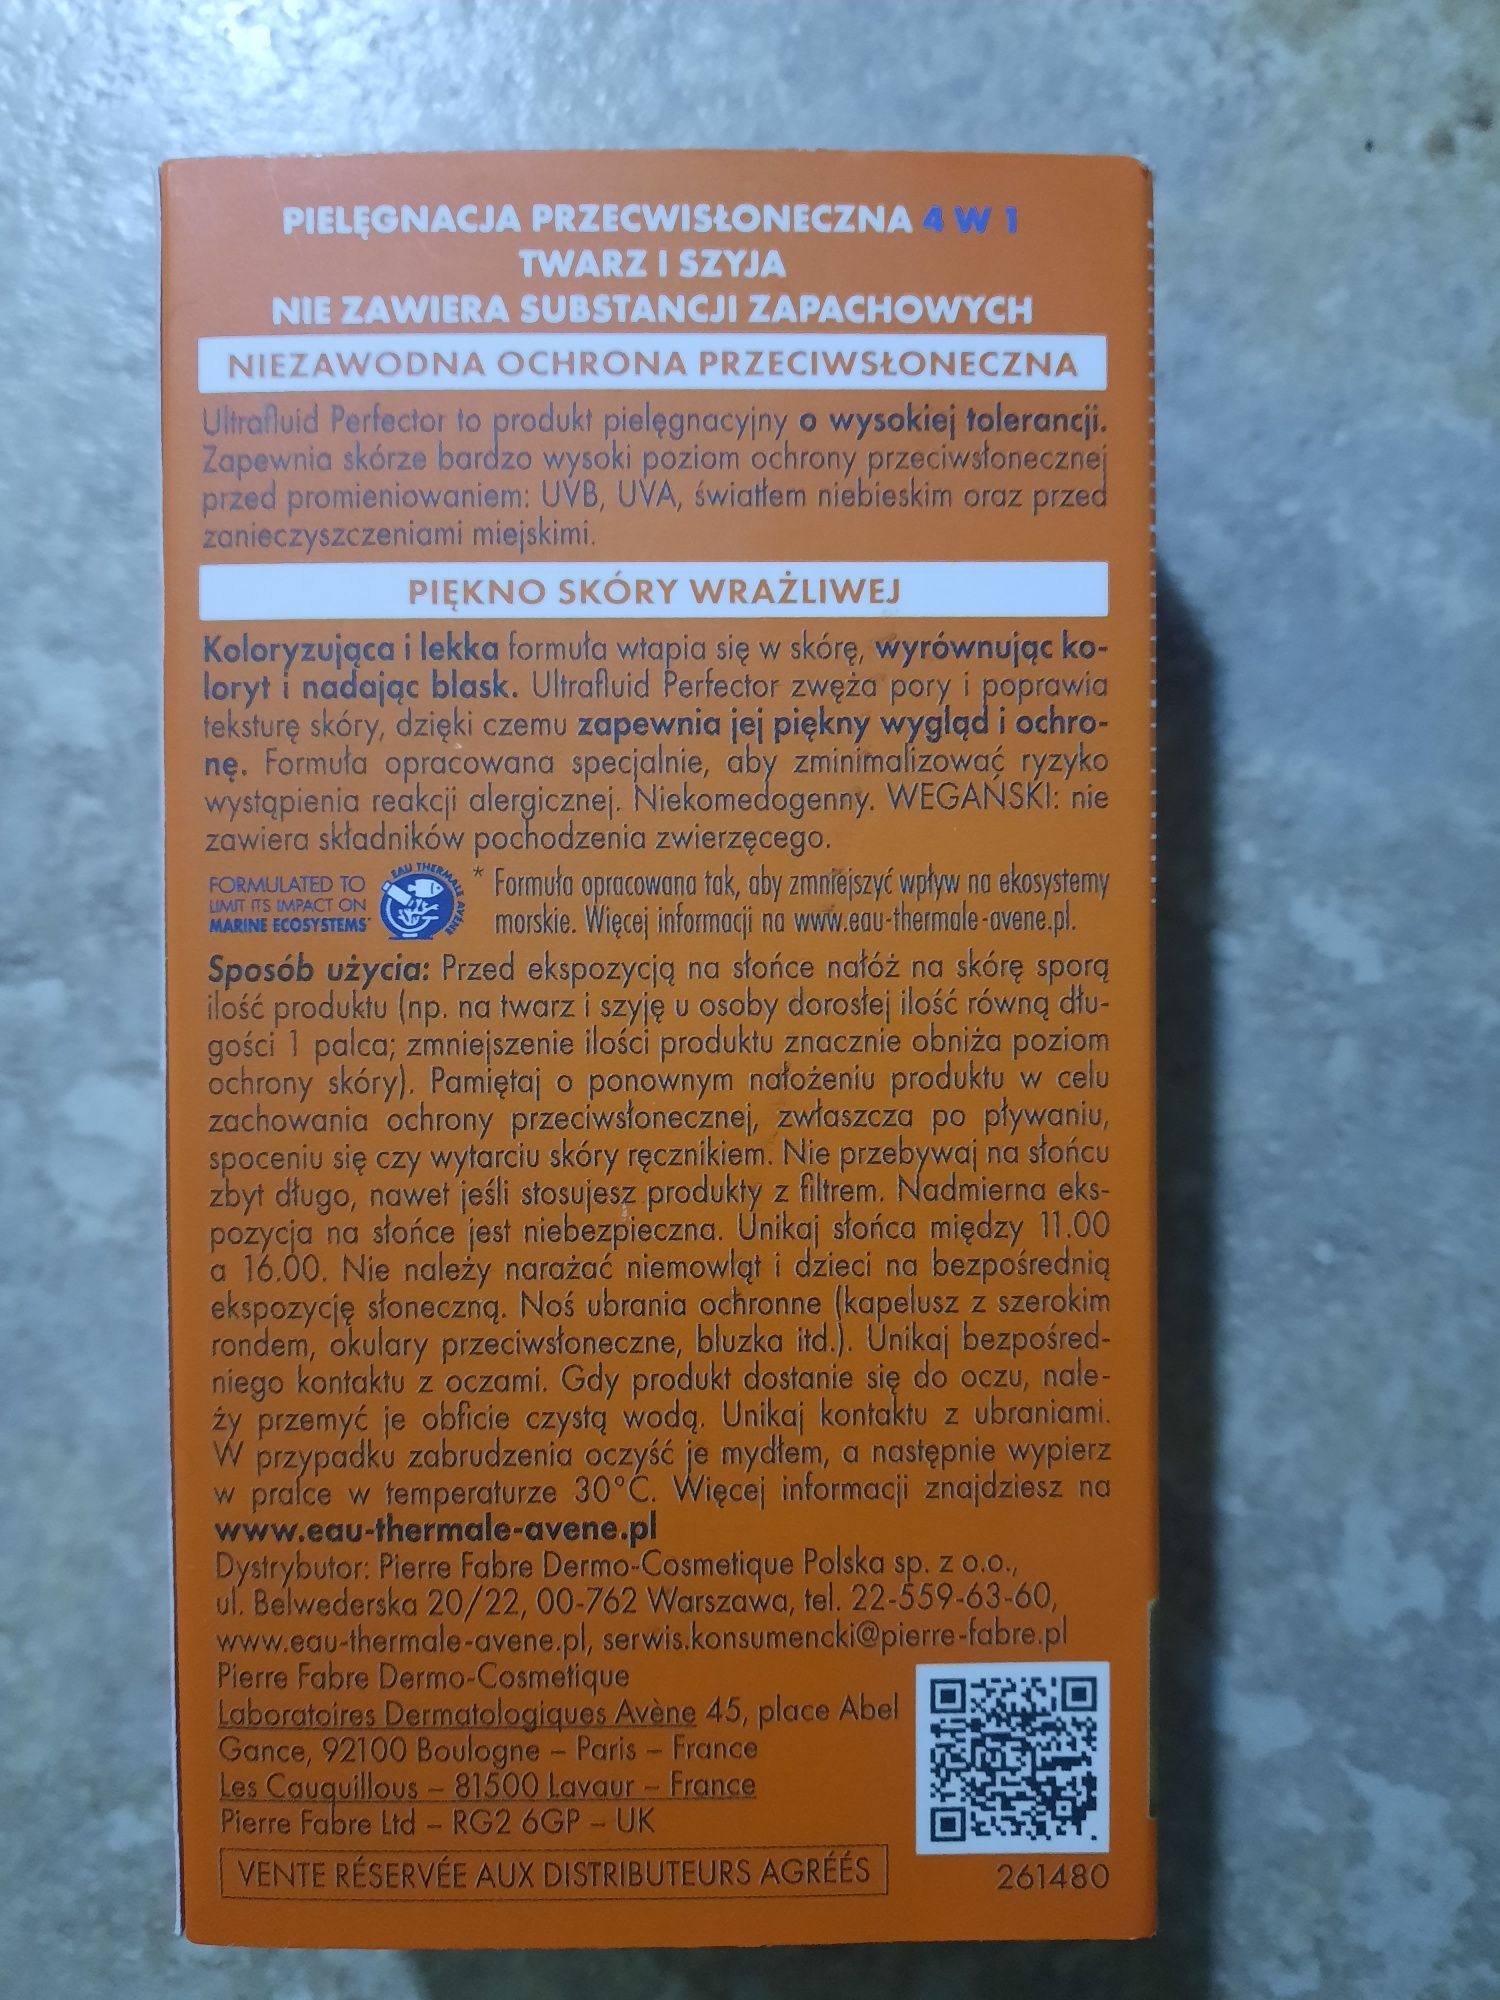 PIELĘGNACJA PRZECWISŁONECZNA 4 W 1
TWARZ I SZYJA
NIE ZAWIERA SUBSTANCJI ZAPACHOWYCH
NIEZAWODNA OCHRONA PRZECIWSŁONECZNA
Ultrafluid Perfector to produkt pielęgnacyjny o wysokiej tolerancji.
Zapewnia skórze bardzo wysoki poziom ochrony przeciwsłonecznej
przed promieniowaniem: UVB, UVA, światłem niebieskim oraz przed
zanieczyszczeniami miejskimi.
PIĘKNO SKÓRY WRAŻLIWEJ
Koloryzująca i lekka formuła wtapia się w skórę, wyrównując ko-
loryt i nadając blask. Ultrafluid Perfector zwęża pory i poprawia
teksturę skóry, dzięki czemu zapewnia jej piękny wygląd i ochro-
nę. Formuła opracowana specjalnie, aby zminimalizować ryzyko
wystąpienia reakcji alergicznej. Niekomedogenny. WEGAŃSKI: nie
zawiera składników pochodzenia zwierzęcego.
FORMULATED TO
LIMIT ITS IMPACT ON
MARINE ECOSYSTEMS*
EAU THERMALE AVÈNE
* Formuła opracowana tak, aby zmniejszyć wpływ na ekosystemy
morskie. Więcej informacji na www.eau-thermale-avene.pl.
Sposób użycia: Przed ekspozycją na słońce nałóż na skórę sporą
ilość produktu (np. na twarz i szyję u osoby dorosłej ilość równą dłu-
gości 1 palca; zmniejszenie ilości produktu znacznie obniża poziom
ochrony skóry). Pamiętaj o ponownym nałożeniu produktu w celu
zachowania ochrony przeciwsłonecznej, zwłaszcza po pływaniu,
spoceniu się czy wytarciu skóry ręcznikiem. Nie przebywaj na słońcu
zbyt długo, nawet jeśli stosujesz produkty z filtrem. Nadmierna eks-
pozycja na słońce jest niebezpieczna. Unikaj słońca między 11.00
a 16.00. Nie należy narażać niemowląt i dzieci na bezpośrednią
ekspozycję słoneczną. Noś ubrania ochronne (kapelusz z szerokim
rondem, okulary przeciwsłoneczne, bluzka itd.). Unikaj bezpośred-
niego kontaktu z oczami. Gdy produkt dostanie się do oczu, nale-
ży przemyć je obficie czystą wodą. Unikaj kontaktu z ubraniami.
W przypadku zabrudzenia oczyść je mydłem, a następnie wypierz
w pralce w temperaturze 30°C. Więcej informacji znajdziesz na
www.eau-thermale-avene.pl
Dystrybutor: Pierre Fabre Dermo-Cosmetique Polska sp. z o.o.,
ul. Belwederska 20/22, 00-762 Warszawa, tel. 22-559-63-60,
www.eau-thermale-avene.pl, serwis.konsumencki@pierre-fabre.pl
Pierre Fabre Dermo-Cosmetique
Laboratoires Dermatologiques Avène 45, place Abel
Gance, 92100 Boulogne – Paris – France
Les Cauquillous – 81500 Lavaur – France
Pierre Fabre Ltd – RG2 6GP – UK
VENTE RÉSERVÉE AUX DISTRIBUTEURS AGRÉÉS
261480